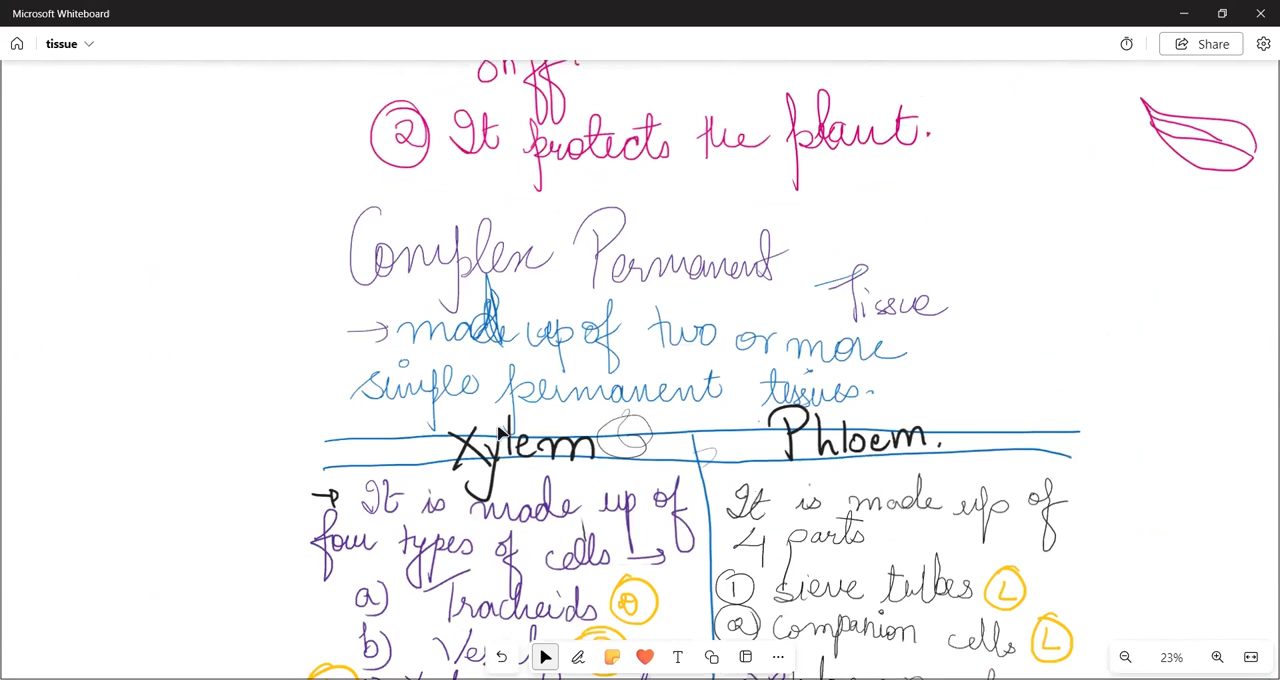 Microsoft Whiteboard
tissue
Share
② It protects the plant.
Complex Permanent Tissue
→ made up of two or more
simple permanent tissues.
Xylem
Phloem.
→ It is made up of
four types of cells →
a) Tracheids D
b)
It is made up of
4 parts
① Sieve tubes L
② Companion cells L
23%